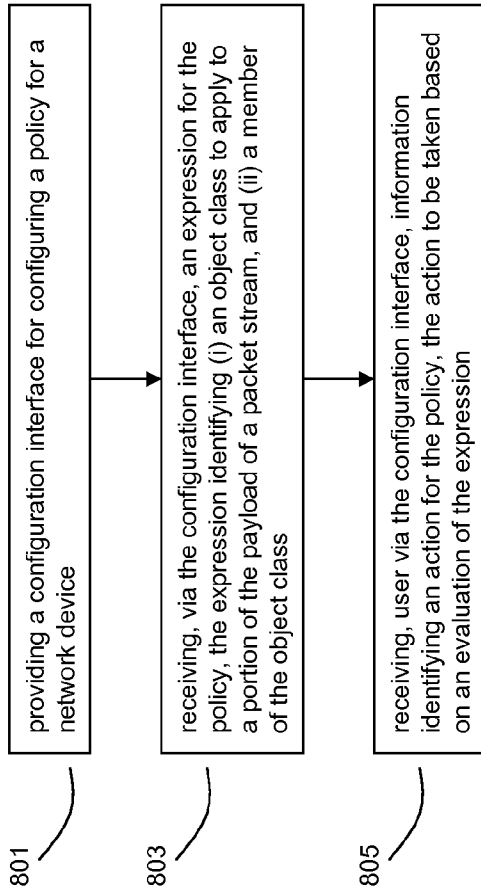 801
providing a configuration interface for configuring a policy for a
network device
803
receiving, via the configuration interface, an expression for the
policy, the expression identifying (i) an object class to apply to
a portion of the payload of a packet stream, and (ii) a member
of the object class
805
receiving, user via the configuration interface, information
identifying an action for the policy, the action to be taken based
on an evaluation of the expression